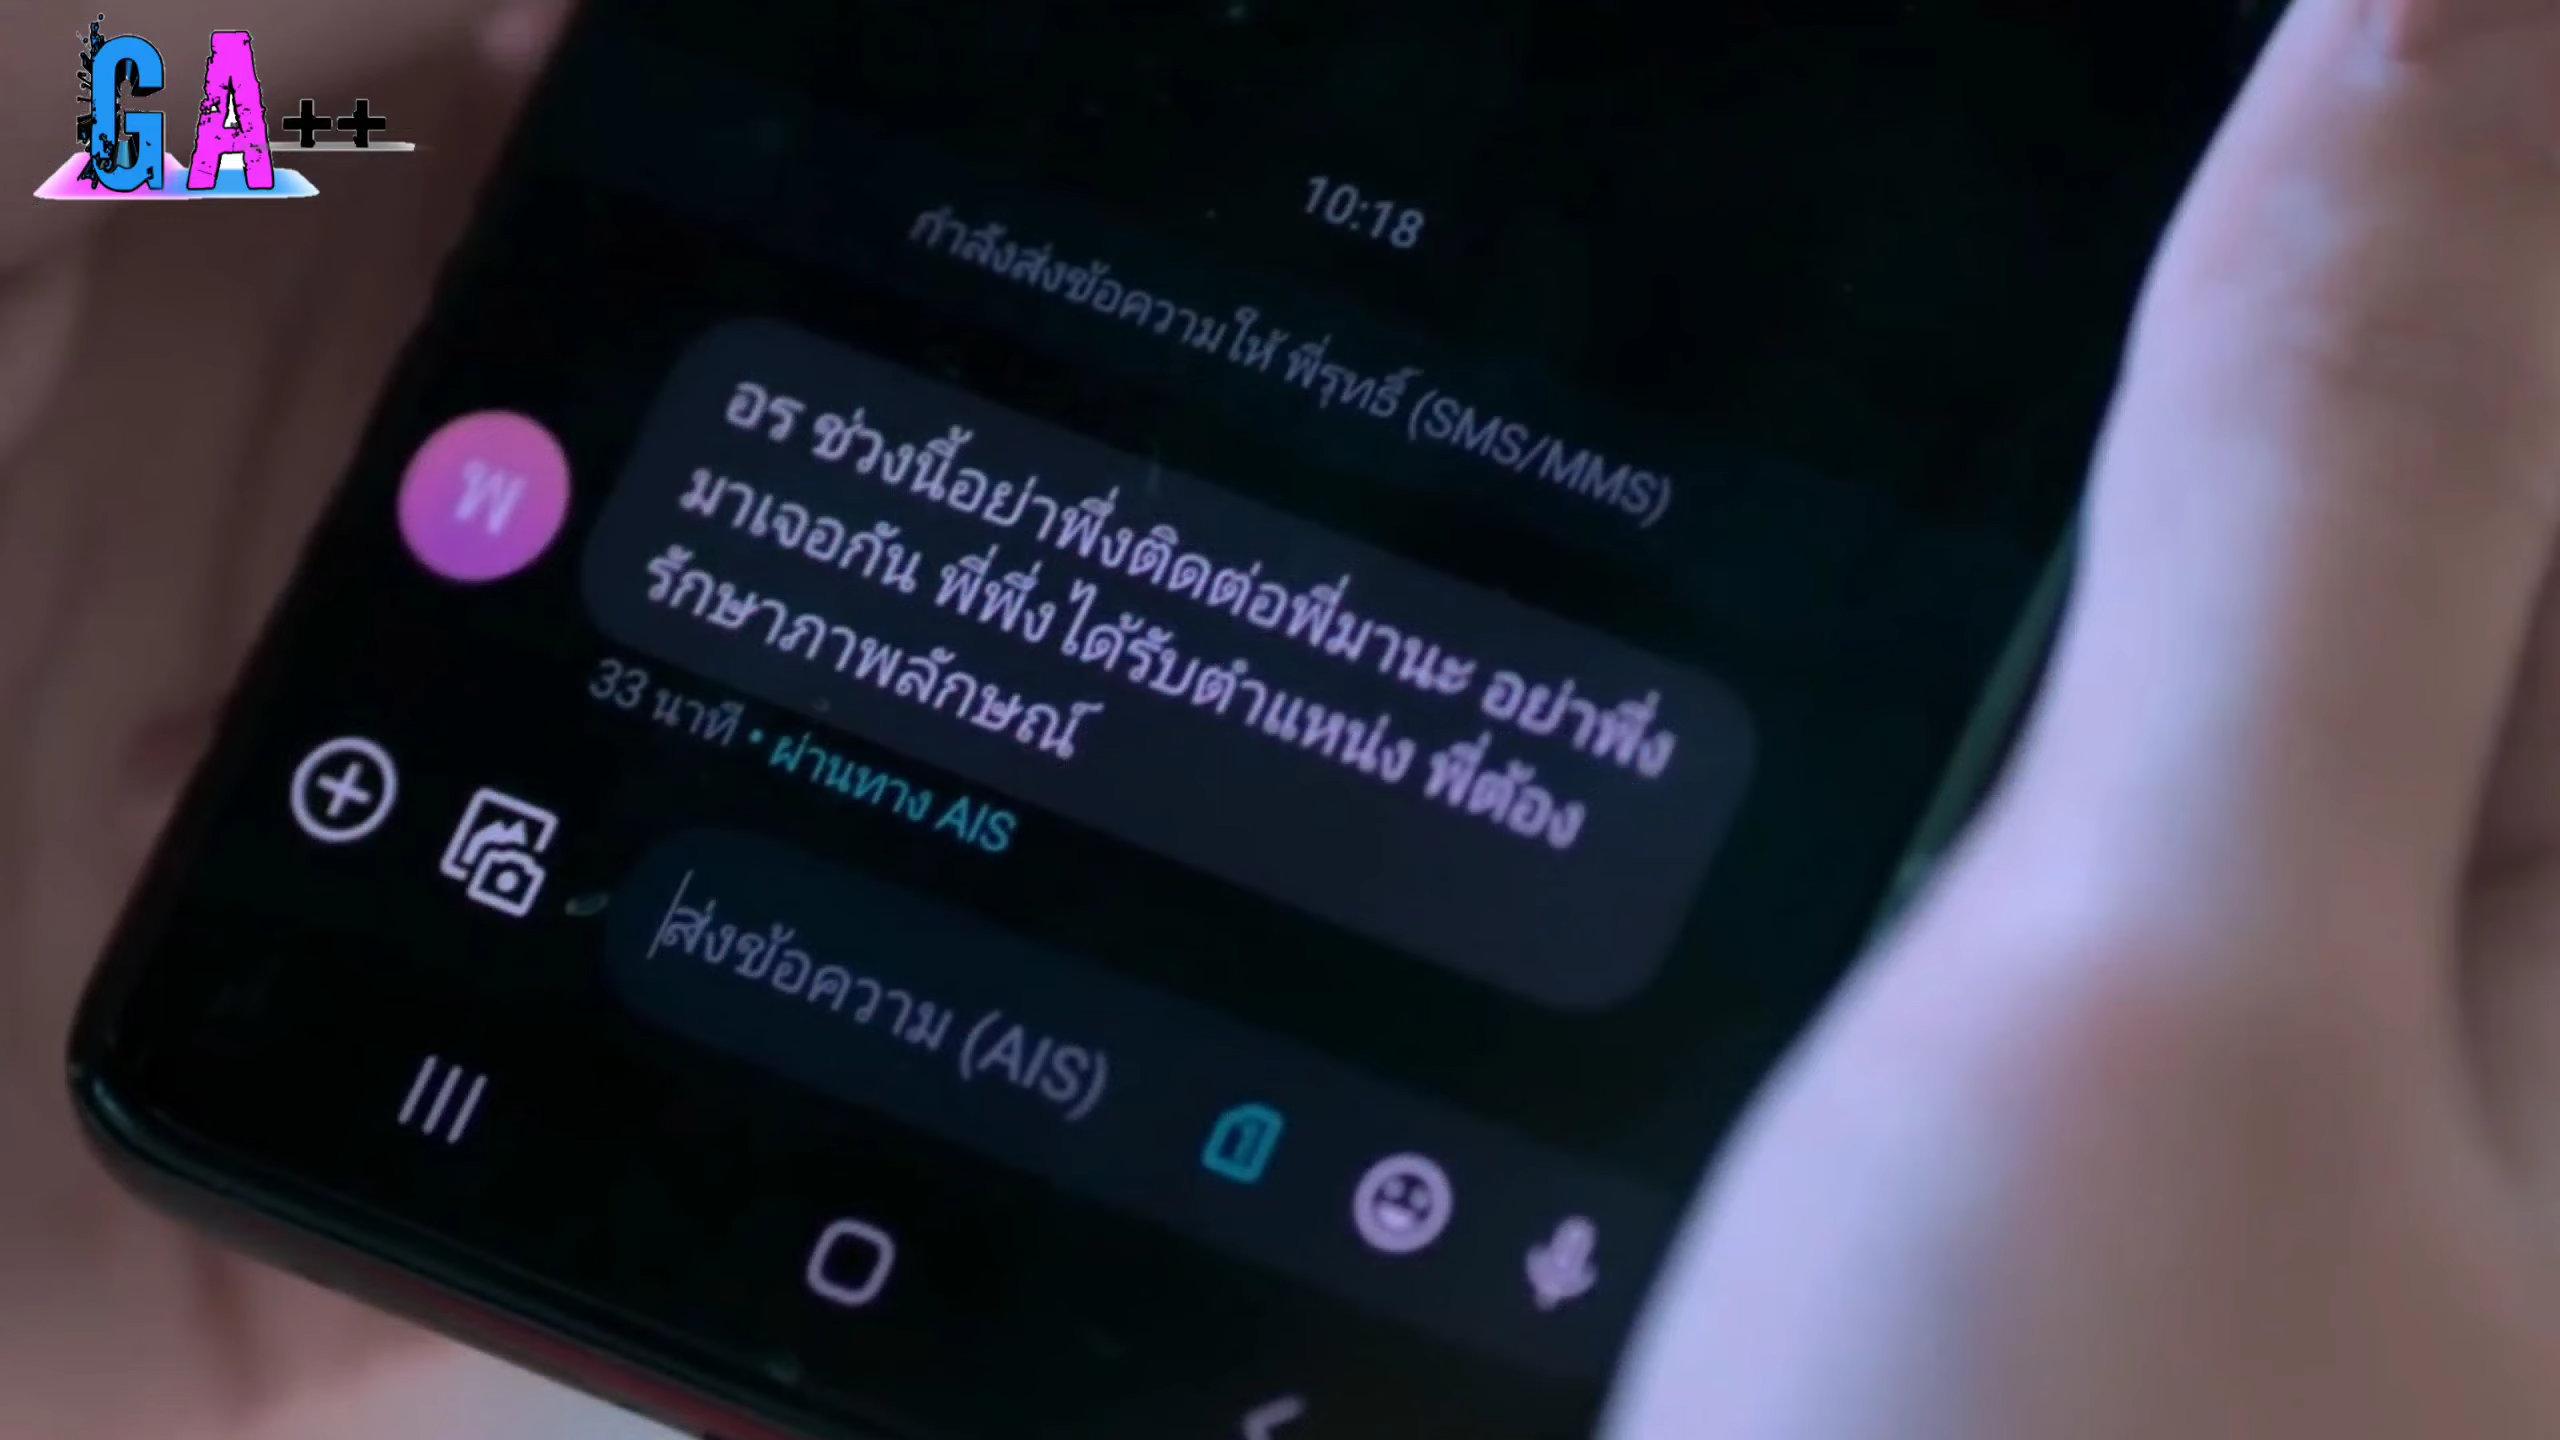 GA++
10:18
กำลังส่งข้อความให้ พี่รุทธิ์ (SMS/MMS)
พ
อร ช่วงนี้อย่าพึ่งติดต่อพี่มานะ อย่าพึ่ง
มาเจอกัน พี่พึ่งได้รับตำแหน่ง พี่ต้อง
รักษาภาพลักษณ์
33 นาที • ผ่านทาง AIS
ส่งข้อความ (AIS)
1